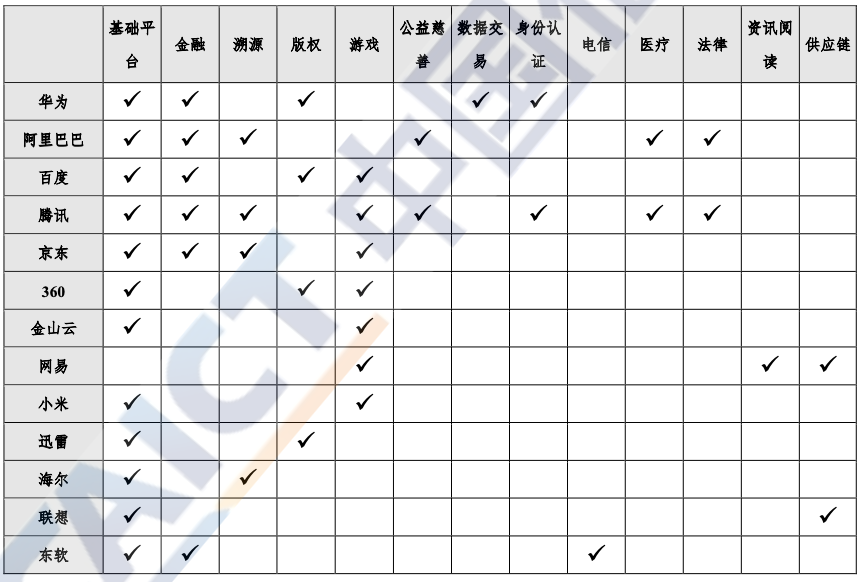 基础平台 金融 溯源 版权 游戏 公益慈善 数据交易 身份认证 电信 医疗 法律 资讯阅读 供应链
华为 ✓ ✓ ✓ ✓ ✓
阿里巴巴 ✓ ✓ ✓ ✓ ✓ ✓
百度 ✓ ✓ ✓ ✓
腾讯 ✓ ✓ ✓ ✓ ✓ ✓ ✓ ✓
京东 ✓ ✓ ✓ ✓
360 ✓ ✓ ✓
金山云 ✓ ✓
网易 ✓ ✓ ✓
小米 ✓ ✓
迅雷 ✓ ✓
海尔 ✓ ✓
联想 ✓ ✓
东软 ✓ ✓ ✓
CAICT 中国信